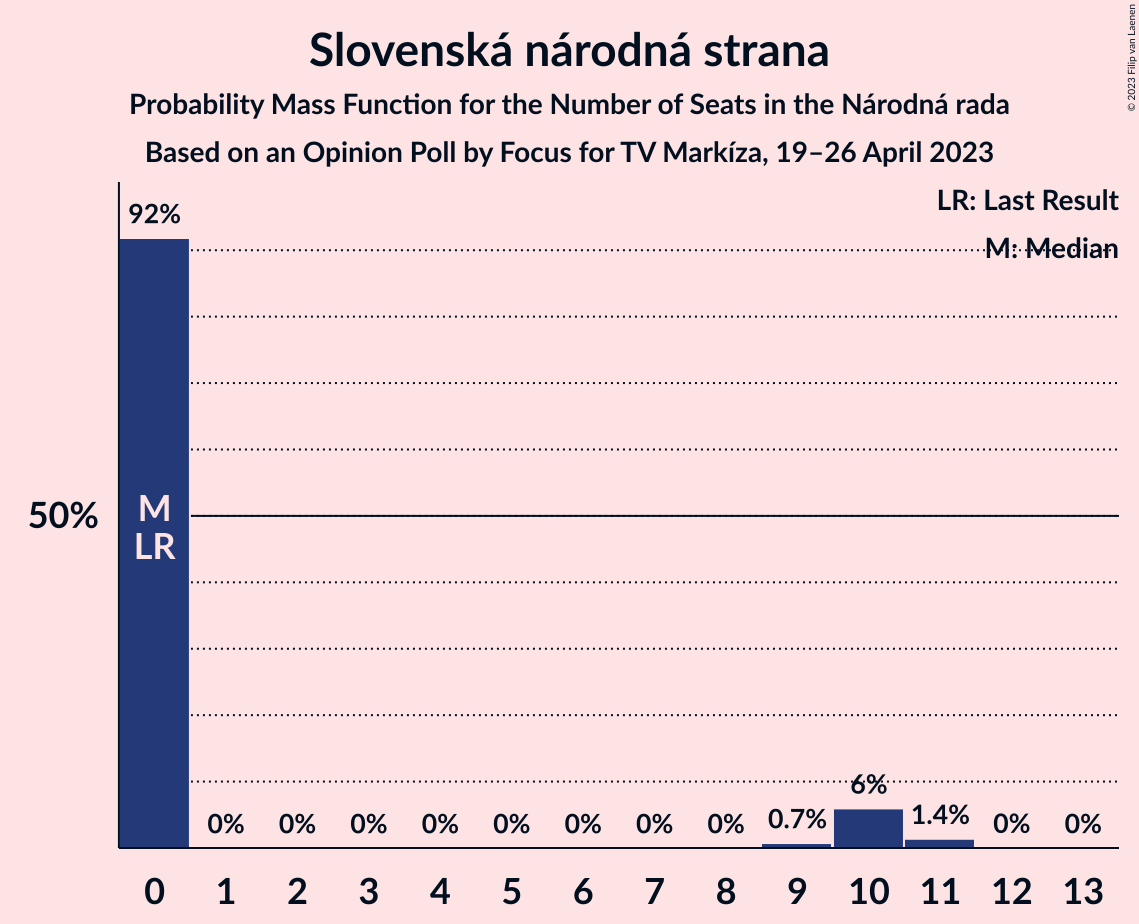 Slovenská národná strana
Probability Mass Function for the Number of Seats in the Národná rada
Based on an Opinion Poll by Focus for TV Markíza, 19–26 April 2023
© 2023 Filip van Laenen
LR: Last Result
M: Median
92%
50%
M
LR
0% 0% 0% 0% 0% 0% 0% 0% 0.7% 6% 1.4% 0% 0%
0 1 2 3 4 5 6 7 8 9 10 11 12 13